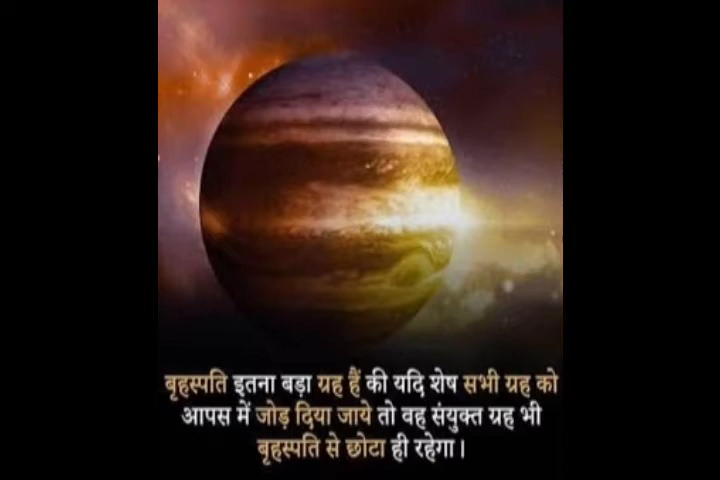 बृहस्पति इतना बड़ा ग्रह हैं की यदि शेष सभी ग्रह को
आपस में जोड़ दिया जाये तो वह संयुक्त ग्रह भी
बृहस्पति से छोटा ही रहेगा।